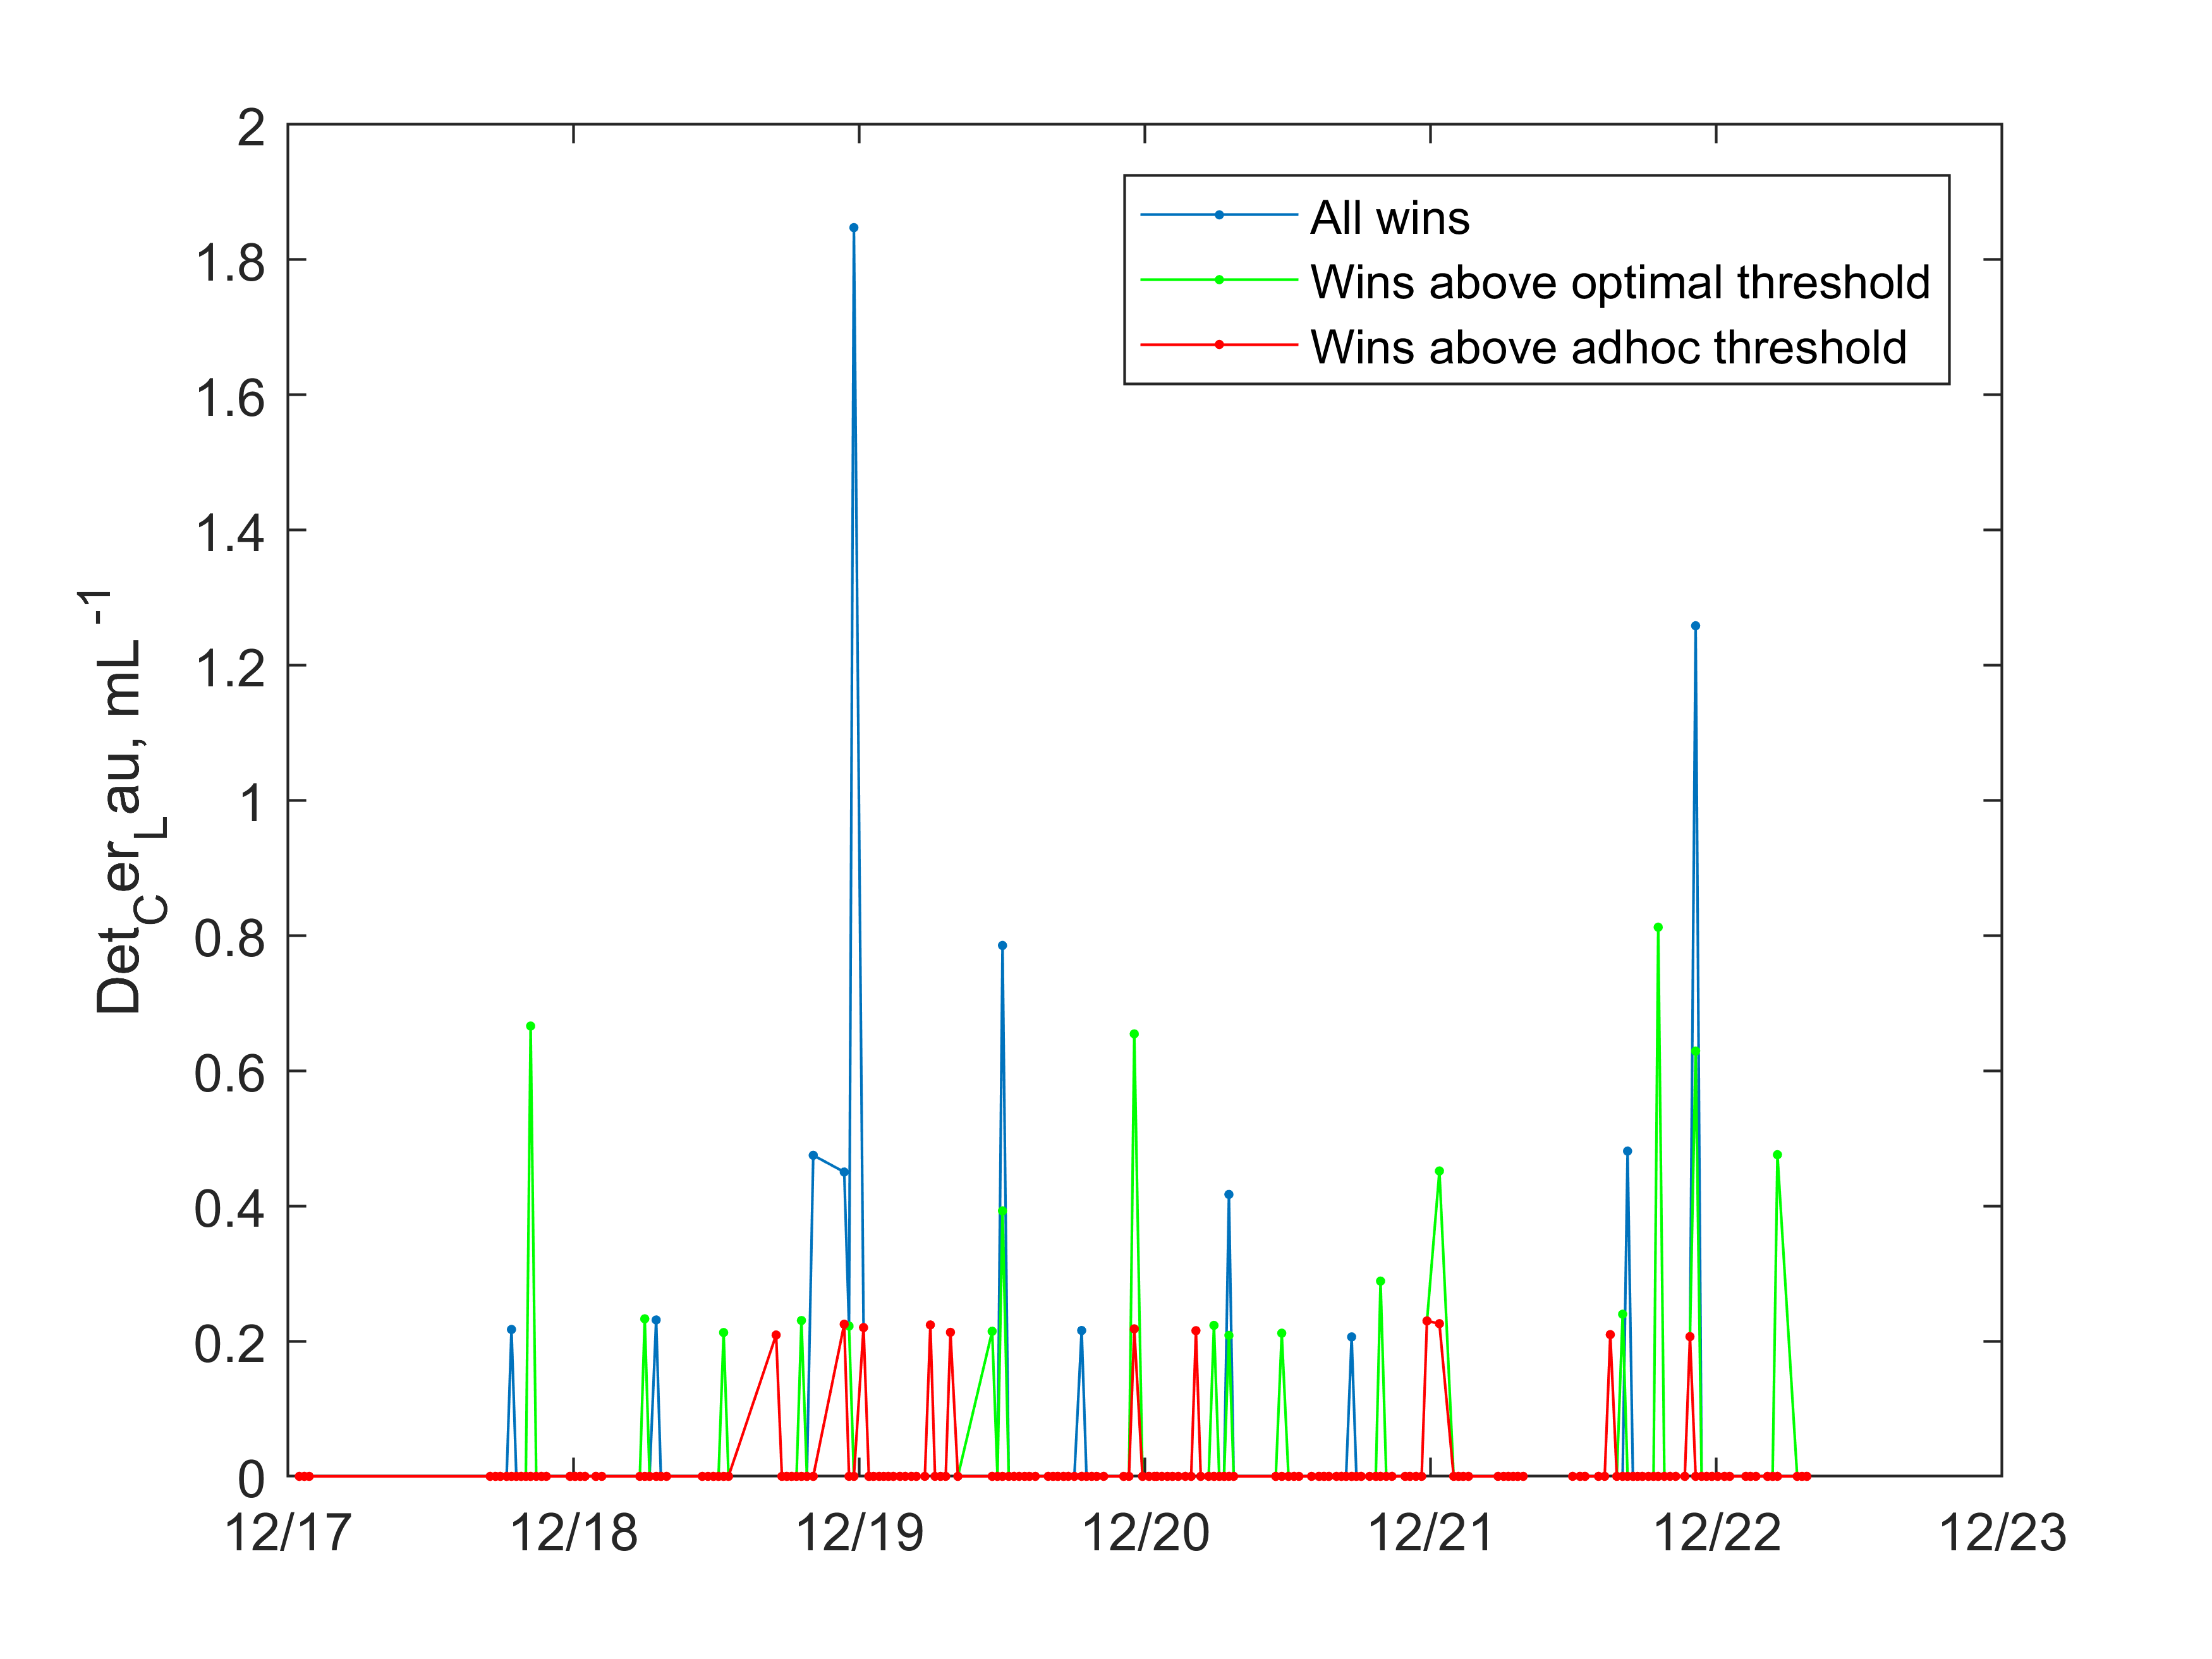 2
1.8
1.6
1.4
1.2
1
0.8
0.6
0.4
0.2
0
Det_Cer_Lau, mL^-1
All wins
Wins above optimal threshold
Wins above adhoc threshold
12/17 12/18 12/19 12/20 12/21 12/22 12/23